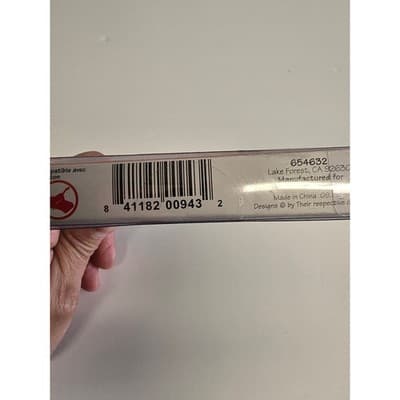 patible avec
8 41182 00943 2
654632
Lake Forest, CA 92630
Manufactured for
Made in China
Designs © by Their respective